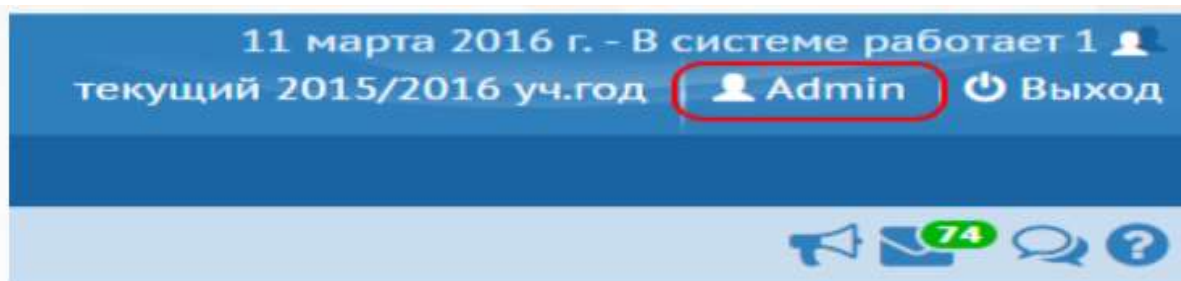 11 марта 2016 г. - В системе работает 1
текущий 2015/2016 уч.год Admin Выход
74
?